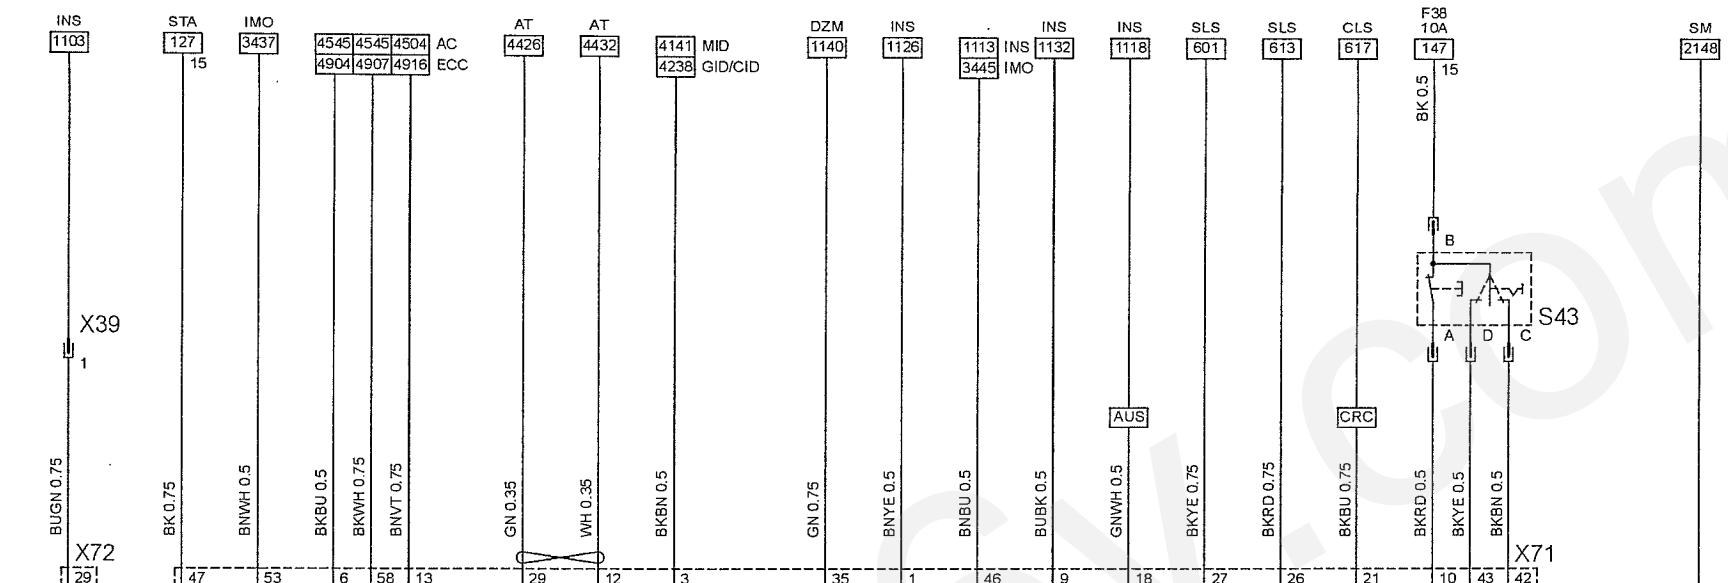 INS STA IMO AT AT DZM INS INS INS SLS SLS CLS F38 10A SM
1103 127 3437 4545 4545 4504 AC 4426 4432 4141 MID 1140 1126 1113 INS 1132 1118 601 613 617 147 2148
15 4904 4907 4916 ECC 4238 GID/CID 3445 IMO 15
BK 0.5
B
X39 S43
A D C
1
AUS CRC
BUGN 0.75 BK 0.75 BNWH 0.5 BKBU 0.5 BKWH 0.75 BNVT 0.75 GN 0.35 WH 0.35 BKBN 0.5 GN 0.75 BNYE 0.5 BNBU 0.5 BUBK 0.5 GNWH 0.5 BKYE 0.75 BKRD 0.75 BKBU 0.75 BKRD 0.5 BKYE 0.5 BKBN 0.5
X72 X71
29 47 53 6 58 13 29 12 3 35 1 46 9 18 27 26 21 10 43 42